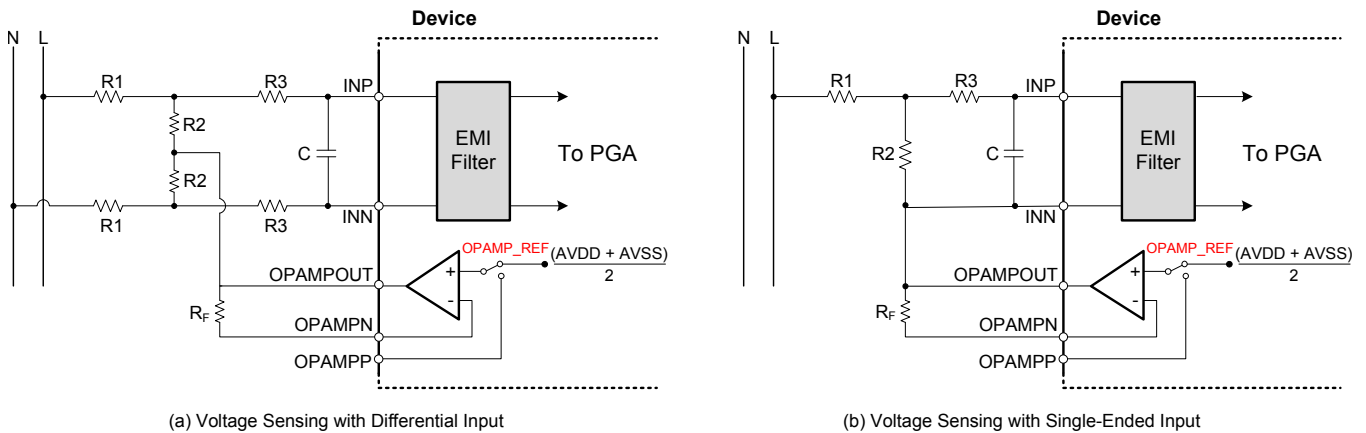 Device
N L
R1
R3
INP
R2
EMI
Filter
C
To PGA
R2
R1
R3
INN
OPAMP_REF
(AVDD + AVSS)
2
OPAMPOUT
+
-
RF
OPAMPN
OPAMPP
(a) Voltage Sensing with Differential Input
Device
N L
R1
R3
INP
EMI
Filter
R2
C
To PGA
INN
OPAMP_REF
(AVDD + AVSS)
2
OPAMPOUT
+
-
RF
OPAMPN
OPAMPP
(b) Voltage Sensing with Single-Ended Input